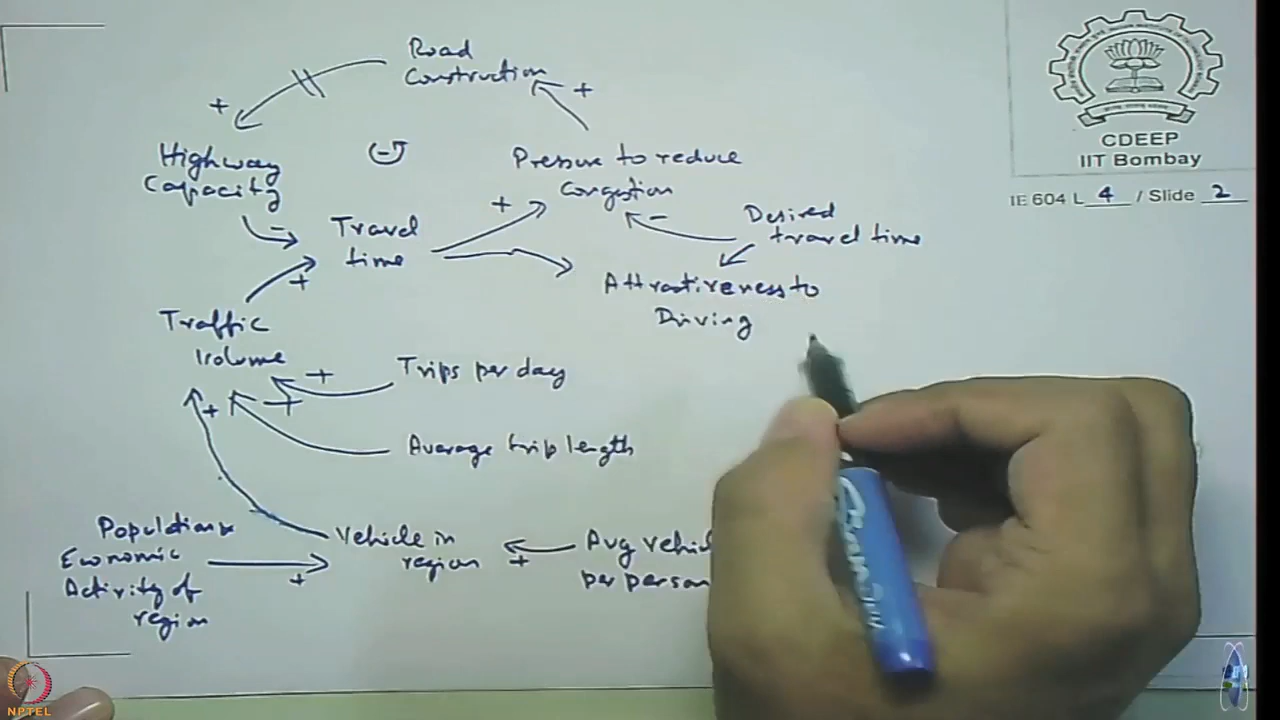 Road
Construction
+
+
Highway
Capacity
-
Pressure to reduce
Congestion
+
-
Desired
travel time
-
Travel
time
+
Attractiveness to
Driving
Traffic
Volume
+
Trips per day
+
+
Average trip length
Population &
Economic
Activity of
region
+
Vehicle in
region
+
Avg vehic
per person
CDEEP
IIT Bombay
IE 604 L 4 / Slide 2
NPTEL